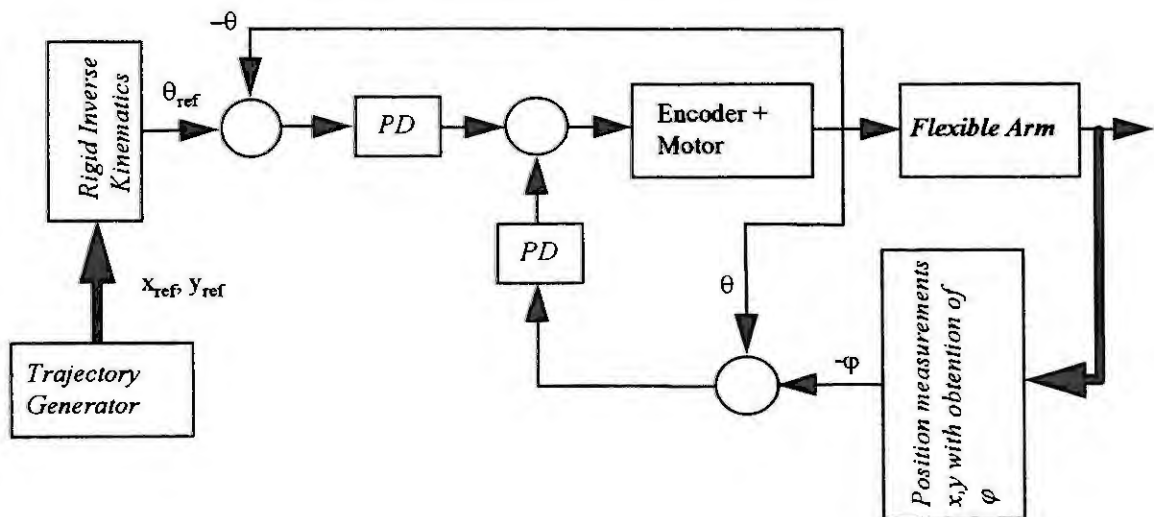 −θ
Rigid Inverse
Kinematics
θref
PD
Encoder +
Motor
Flexible Arm
PD
xref, yref
θ
-φ
Trajectory
Generator
Position measurements
x,y with obtention of
φ